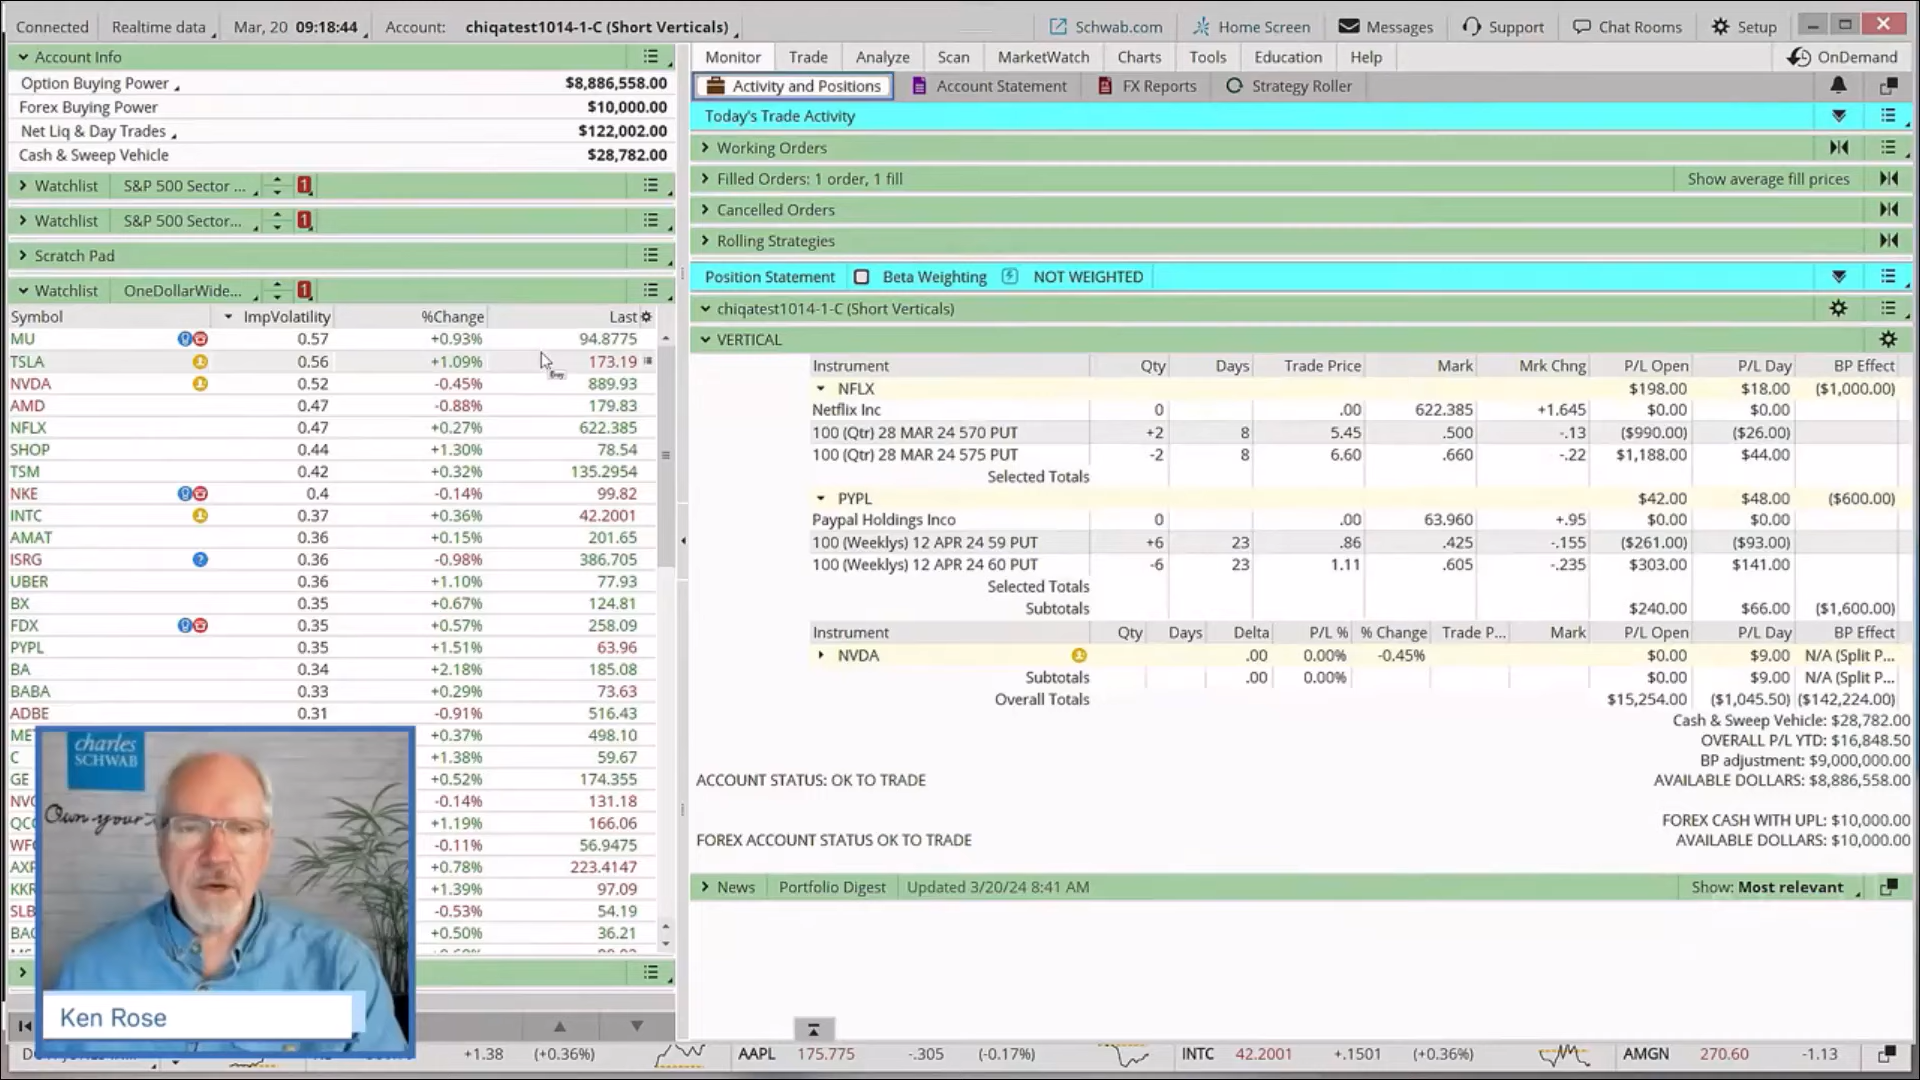 Connected Realtime data Mar, 20 09:18:44 Account: chiqatest1014-1-C (Short Verticals) Schwab.com Home Screen Messages Support Chat Rooms Setup
Account Info
Option Buying Power $8,886,558.00
Forex Buying Power $10,000.00
Net Liq & Day Trades $122,002.00
Cash & Sweep Vehicle $28,782.00
Watchlist S&P 500 Sector ... 1
Watchlist S&P 500 Sector... 1
Scratch Pad
Watchlist OneDollarWide... 1
Symbol ImpVolatility %Change Last
MU 0.57 +0.93% 94.8775
TSLA 0.56 +1.09% 173.19
NVDA 0.52 -0.45% 889.93
AMD 0.47 -0.88% 179.83
NFLX 0.47 +0.27% 622.385
SHOP 0.44 +1.30% 78.54
TSM 0.42 +0.32% 135.2954
NKE 0.4 -0.14% 99.82
INTC 0.37 +0.36% 42.2001
AMAT 0.36 +0.15% 201.65
ISRG 0.36 -0.98% 386.705
UBER 0.36 +1.10% 77.93
BX 0.35 +0.67% 124.81
FDX 0.35 +0.57% 258.09
PYPL 0.35 +1.51% 63.96
BA 0.34 +2.18% 185.08
BABA 0.33 +0.29% 73.63
ADBE 0.31 -0.91% 516.43
ME +0.37% 498.10
C +1.38% 59.67
GE +0.52% 174.355
NVO -0.14% 131.18
QCO +1.19% 166.06
WF -0.11% 56.9475
AXP +0.78% 223.4147
KKR +1.39% 97.09
SLB -0.53% 54.19
BAC +0.50% 36.21
charles
SCHWAB
Own your
Ken Rose
Monitor Trade Analyze Scan MarketWatch Charts Tools Education Help OnDemand
Activity and Positions Account Statement FX Reports Strategy Roller
Today's Trade Activity
Working Orders
Filled Orders: 1 order, 1 fill Show average fill prices
Cancelled Orders
Rolling Strategies
Position Statement Beta Weighting NOT WEIGHTED
chiqatest1014-1-C (Short Verticals)
VERTICAL
Instrument Qty Days Trade Price Mark Mrk Chng P/L Open P/L Day BP Effect
NFLX $198.00 $18.00 ($1,000.00)
Netflix Inc 0 .00 622.385 +1.645 $0.00 $0.00
100 (Qtr) 28 MAR 24 570 PUT +2 8 5.45 .500 -.13 ($990.00) ($26.00)
100 (Qtr) 28 MAR 24 575 PUT -2 8 6.60 .660 -.22 $1,188.00 $44.00
Selected Totals
PYPL $42.00 $48.00 ($600.00)
Paypal Holdings Inco 0 .00 63.960 +.95 $0.00 $0.00
100 (Weeklys) 12 APR 24 59 PUT +6 23 .86 .425 -.155 ($261.00) ($93.00)
100 (Weeklys) 12 APR 24 60 PUT -6 23 1.11 .605 -.235 $303.00 $141.00
Selected Totals
Subtotals $240.00 $66.00 ($1,600.00)
Instrument Qty Days Delta P/L % % Change Trade P... Mark P/L Open P/L Day BP Effect
NVDA .00 0.00% -0.45% $0.00 $9.00 N/A (Split P...
Subtotals .00 0.00% $0.00 $9.00 N/A (Split P...
Overall Totals $15,254.00 ($1,045.50) ($142,224.00)
Cash & Sweep Vehicle: $28,782.00
OVERALL P/L YTD: $16,848.50
BP adjustment: $9,000,000.00
ACCOUNT STATUS: OK TO TRADE AVAILABLE DOLLARS: $8,886,558.00
FOREX CASH WITH UPL: $10,000.00
FOREX ACCOUNT STATUS OK TO TRADE AVAILABLE DOLLARS: $10,000.00
News Portfolio Digest Updated 3/20/24 8:41 AM Show: Most relevant
+1.38 (+0.36%) AAPL 175.775 -.305 (-0.17%) INTC 42.2001 +.1501 (+0.36%) AMGN 270.60 -1.13